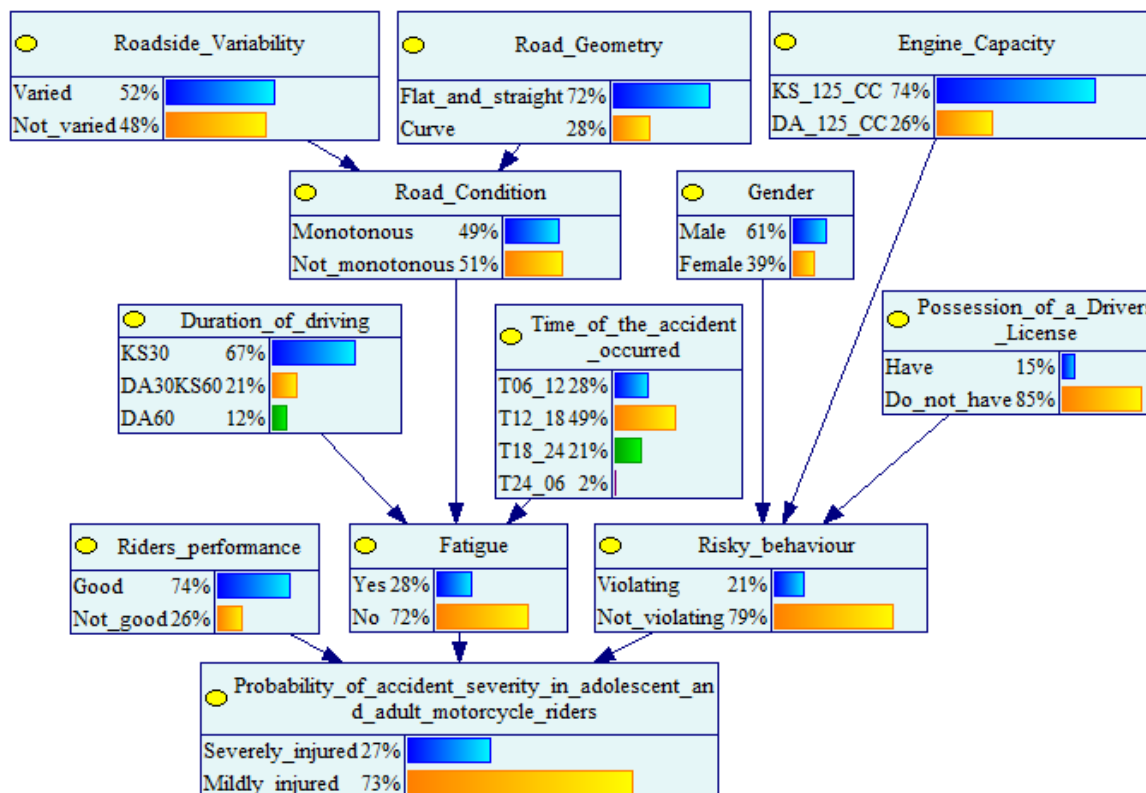 Roadside_Variability
Varied 52%
Not_varied 48%
Road_Geometry
Flat_and_straight 72%
Curve 28%
Engine_Capacity
KS_125_CC 74%
DA_125_CC 26%
Road_Condition
Monotonous 49%
Not_monotonous 51%
Gender
Male 61%
Female 39%
Duration_of_driving
KS30 67%
DA30KS60 21%
DA60 12%
Time_of_the_accident
_occurred
T06_12 28%
T12_18 49%
T18_24 21%
T24_06 2%
Possession_of_a_Driver
_License
Have 15%
Do_not_have 85%
Riders_performance
Good 74%
Not_good 26%
Fatigue
Yes 28%
No 72%
Risky_behaviour
Violating 21%
Not_violating 79%
Probability_of_accident_severity_in_adolescent_an
d_adult_motorcycle_riders
Severely_injured 27%
Mildly_injured 73%